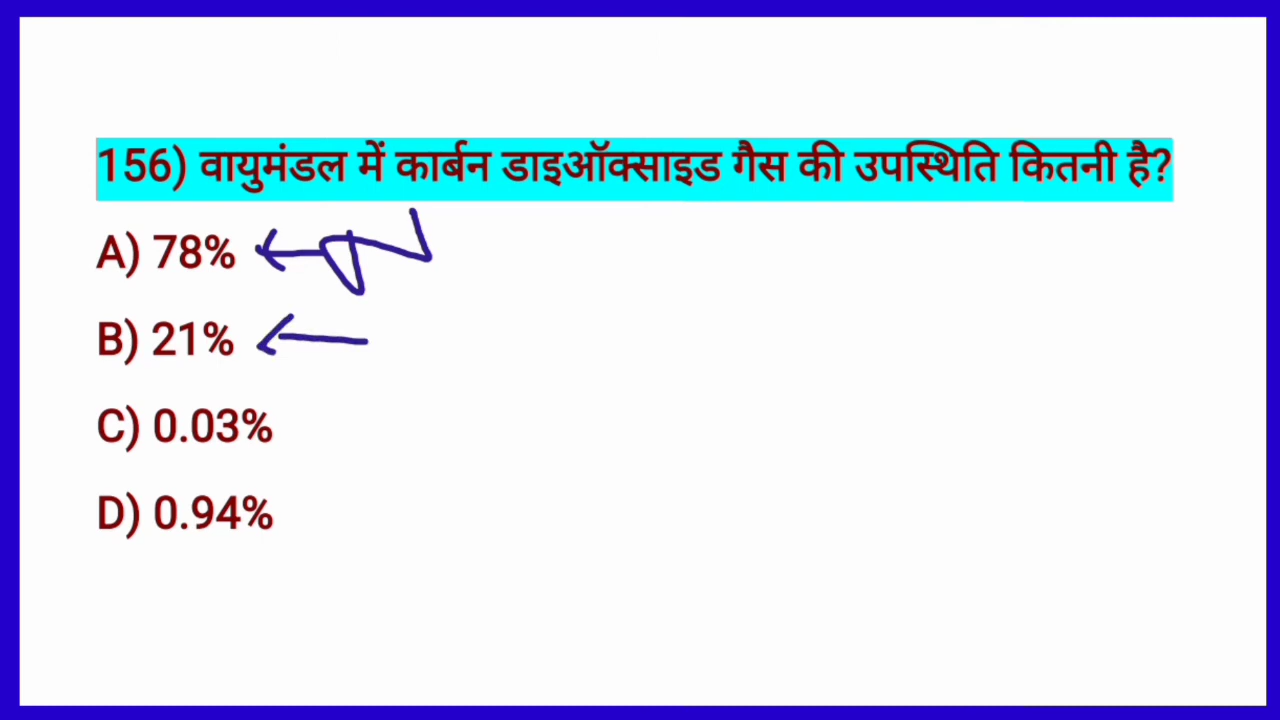 156) वायुमंडल में कार्बन डाइऑक्साइड गैस की उपस्थिति कितनी है?
A) 78%
B) 21%
C) 0.03%
D) 0.94%